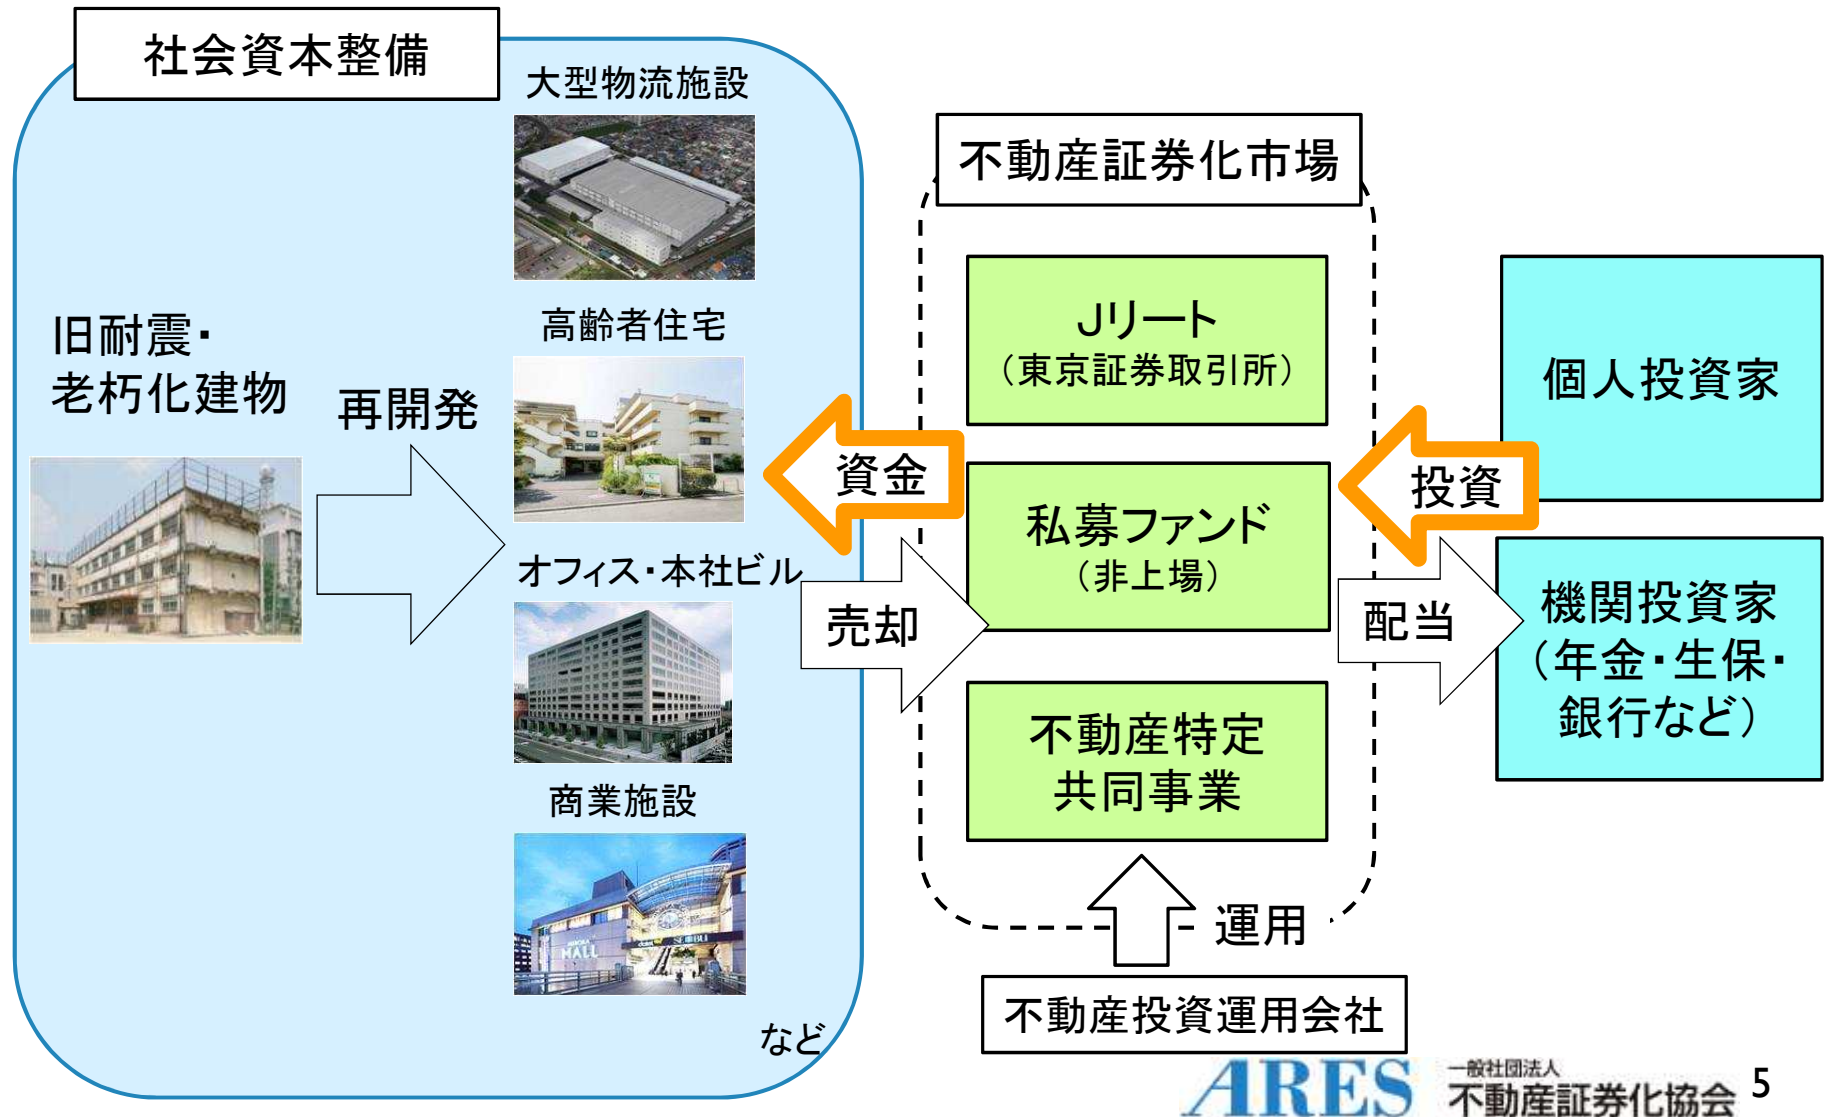 社会資本整備
大型物流施設
高齢者住宅
オフィス・本社ビル
商業施設
など
旧耐震・
老朽化建物
再開発
資金
売却
不動産証券化市場
Jリート
（東京証券取引所）
私募ファンド
（非上場）
不動産特定
共同事業
運用
不動産投資運用会社
投資
配当
個人投資家
機関投資家
（年金・生保・
銀行など）
MALL
SEIBU
ARES
一般社団法人
不動産証券化協会
5